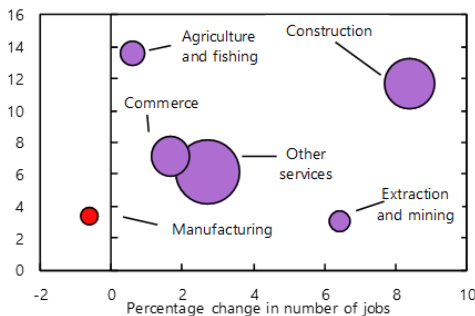 16
14
12
10
8
6
4
2
0
Agriculture
and fishing
Construction
Commerce
Other
services
Extraction
and mining
Manufacturing
-2 0 2 4 6 8 10
Percentage change in number of jobs